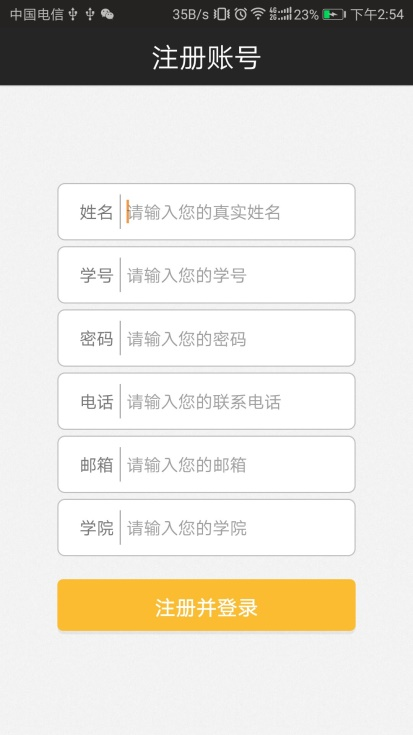 中国电信 35B/s 23% 下午2:54
注册账号
姓名 请输入您的真实姓名
学号 请输入您的学号
密码 请输入您的密码
电话 请输入您的联系电话
邮箱 请输入您的邮箱
学院 请输入您的学院
注册并登录